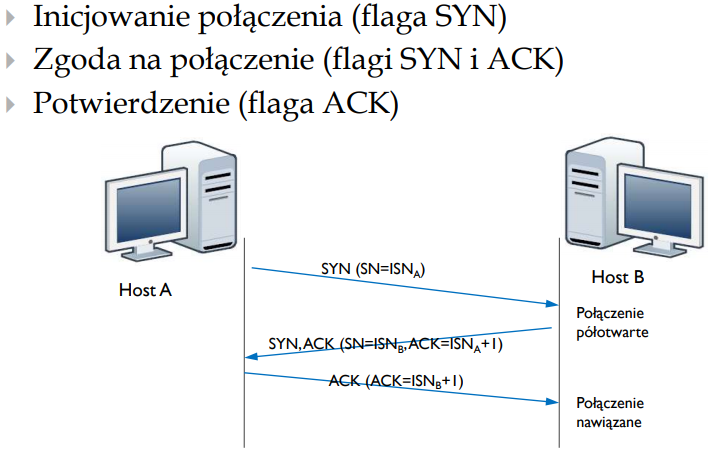 Inicjowanie połączenia (flaga SYN)
Zgoda na połączenie (flagi SYN i ACK)
Potwierdzenie (flaga ACK)
SYN (SN=ISNA)
Host A
Host B
Połączenie
półotwarte
SYN,ACK (SN=ISNB,ACK=ISNA+1)
ACK (ACK=ISNB+1)
Połączenie
nawiązane